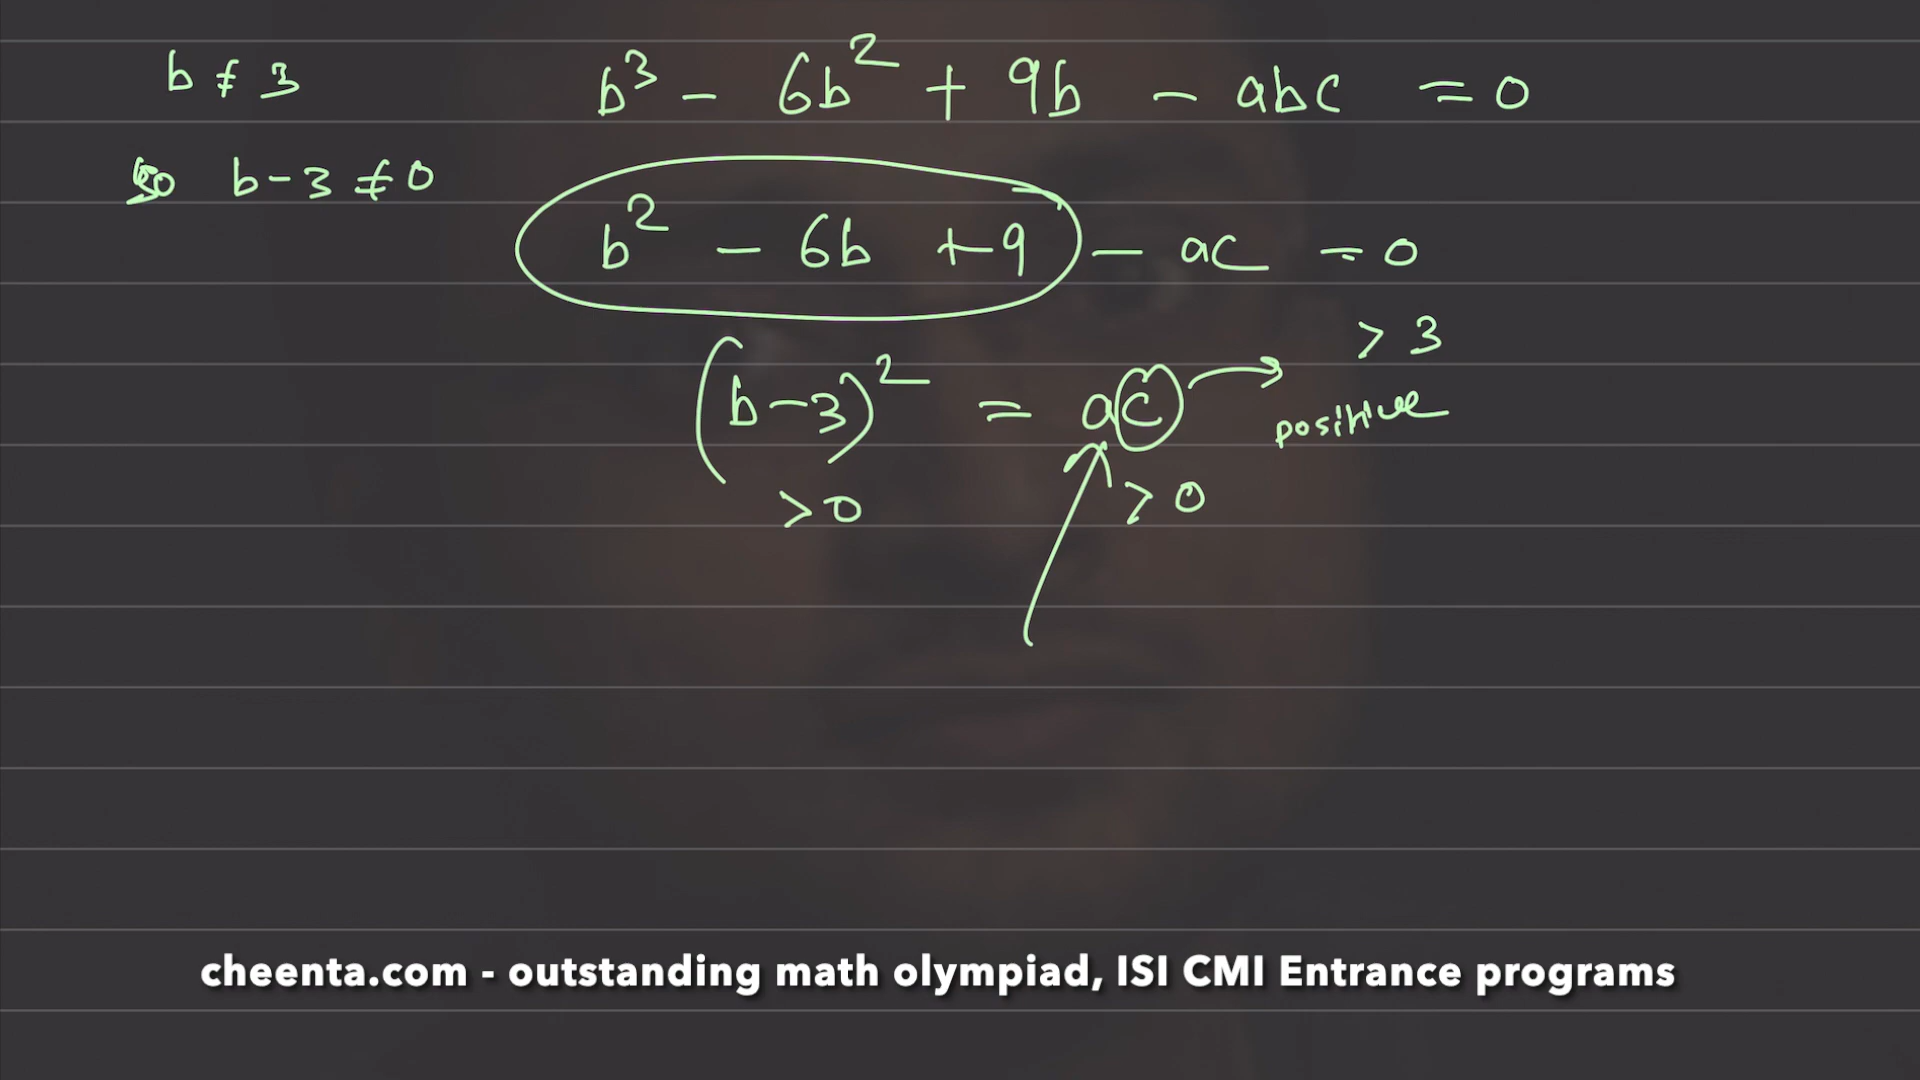 b ≠ 3
b³ - 6b² + 9b - abc = 0
so b-3 ≠ 0
b² - 6b + 9 - ac = 0
> 3
(b-3)² = ac
positive
> 0
> 0
cheenta.com - outstanding math olympiad, ISI CMI Entrance programs